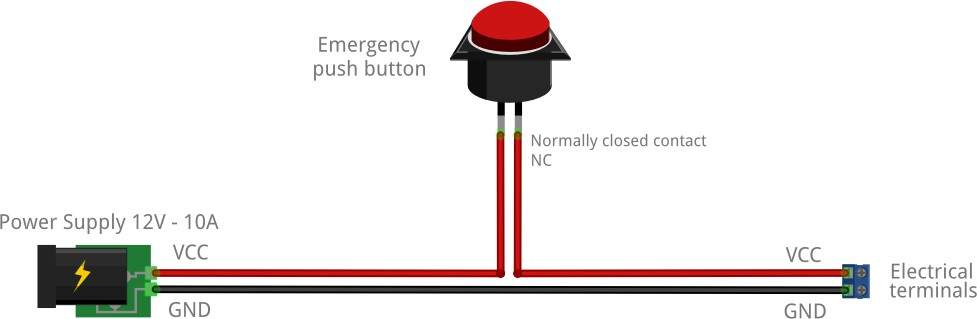 Emergency
push button
Normally closed contact
NC
Power Supply 12V - 10A
VCC
GND
VCC
GND
Electrical
terminals